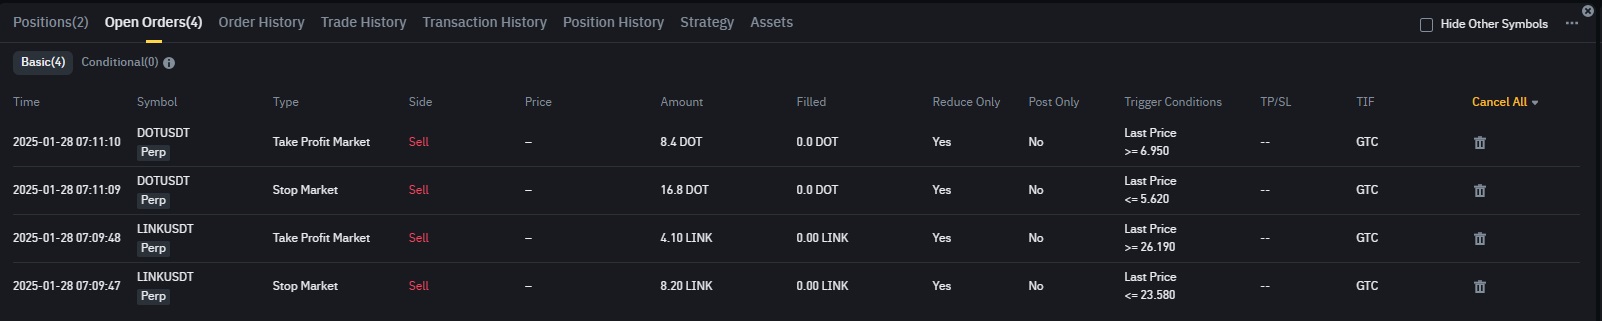 Positions(2) Open Orders(4) Order History Trade History Transaction History Position History Strategy Assets Hide Other Symbols ...
Basic(4) Conditional(0)
Time Symbol Type Side Price Amount Filled Reduce Only Post Only Trigger Conditions TP/SL TIF Cancel All
2025-01-28 07:11:10 DOTUSDT Perp Take Profit Market Sell – 8.4 DOT 0.0 DOT Yes No Last Price >= 6.950 -- GTC
2025-01-28 07:11:09 DOTUSDT Perp Stop Market Sell – 16.8 DOT 0.0 DOT Yes No Last Price <= 5.620 -- GTC
2025-01-28 07:09:48 LINKUSDT Perp Take Profit Market Sell – 4.10 LINK 0.00 LINK Yes No Last Price >= 26.190 -- GTC
2025-01-28 07:09:47 LINKUSDT Perp Stop Market Sell – 8.20 LINK 0.00 LINK Yes No Last Price <= 23.580 -- GTC